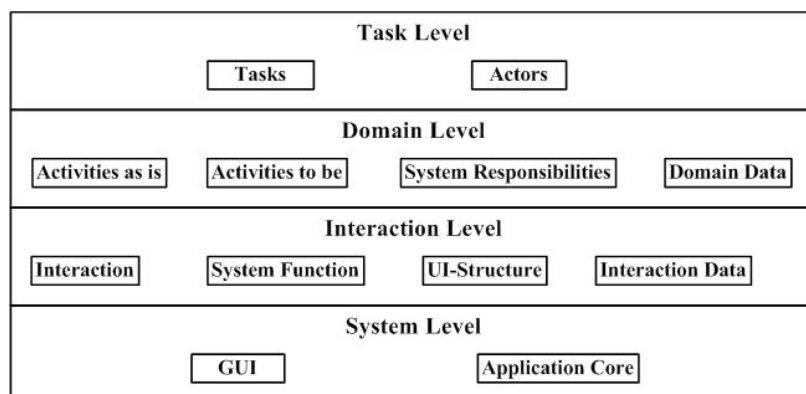 Task Level
Tasks Actors
Domain Level
Activities as is Activities to be System Responsibilities Domain Data
Interaction Level
Interaction System Function UI-Structure Interaction Data
System Level
GUI Application Core